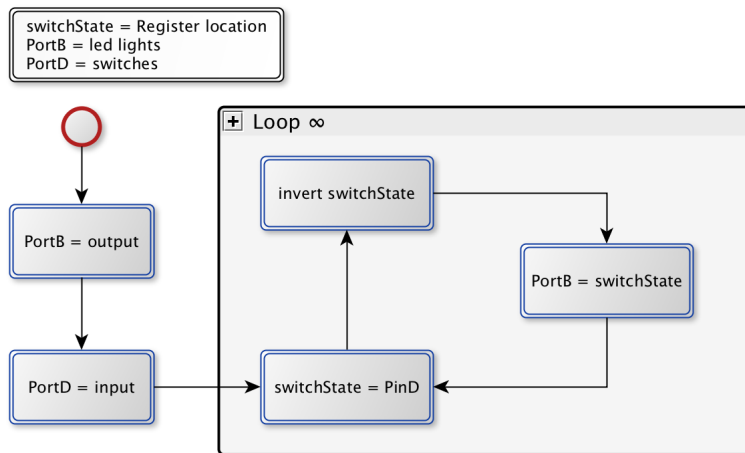 switchState = Register location
PortB = led lights
PortD = switches
+ Loop ∞
invert switchState
PortB = output
PortB = switchState
PortD = input
switchState = PinD